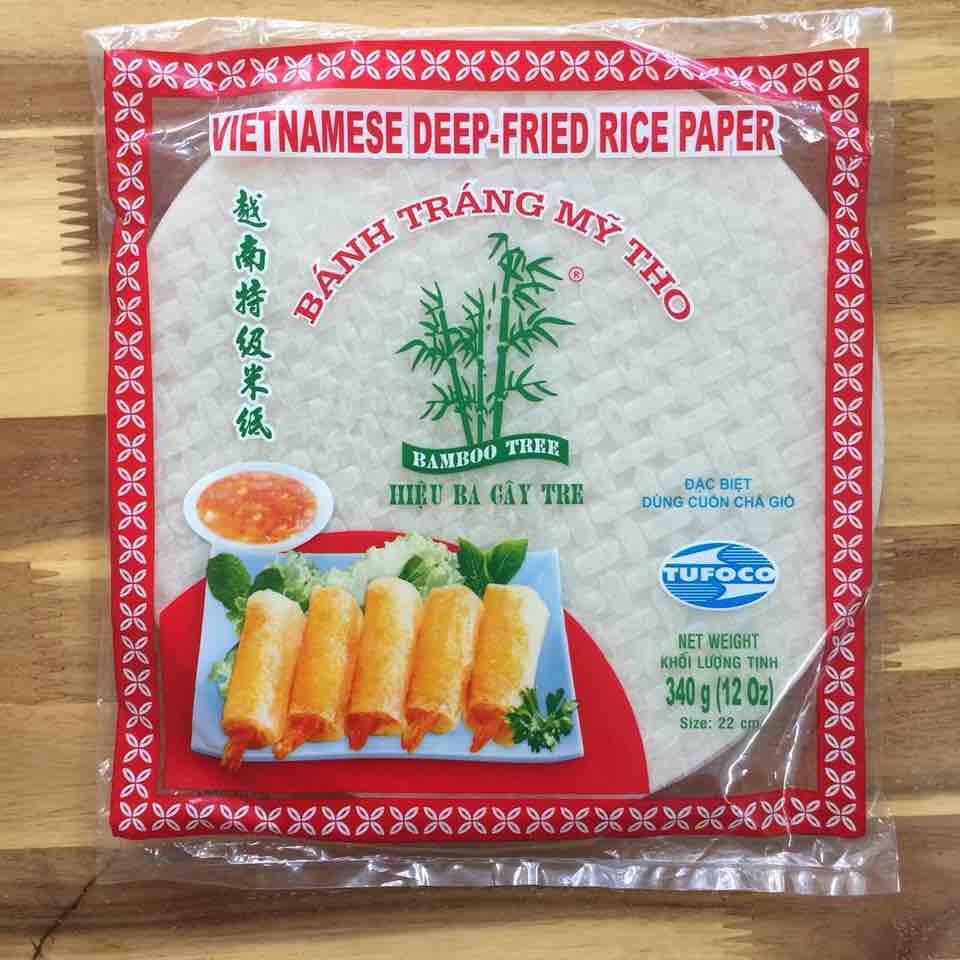 VIETNAMESE DEEP-FRIED RICE PAPER
BÁNH TRÁNG MỸ THO
®
越南特级米纸
BAMBOO TREE
HIỆU BA CÂY TRE
ĐẶC BIỆT
DÙNG CUỐN CHẢ GIÒ
TUFOCO
NET WEIGHT
KHỐI LƯỢNG TỊNH
340 g (12 Oz)
Size: 22 cm